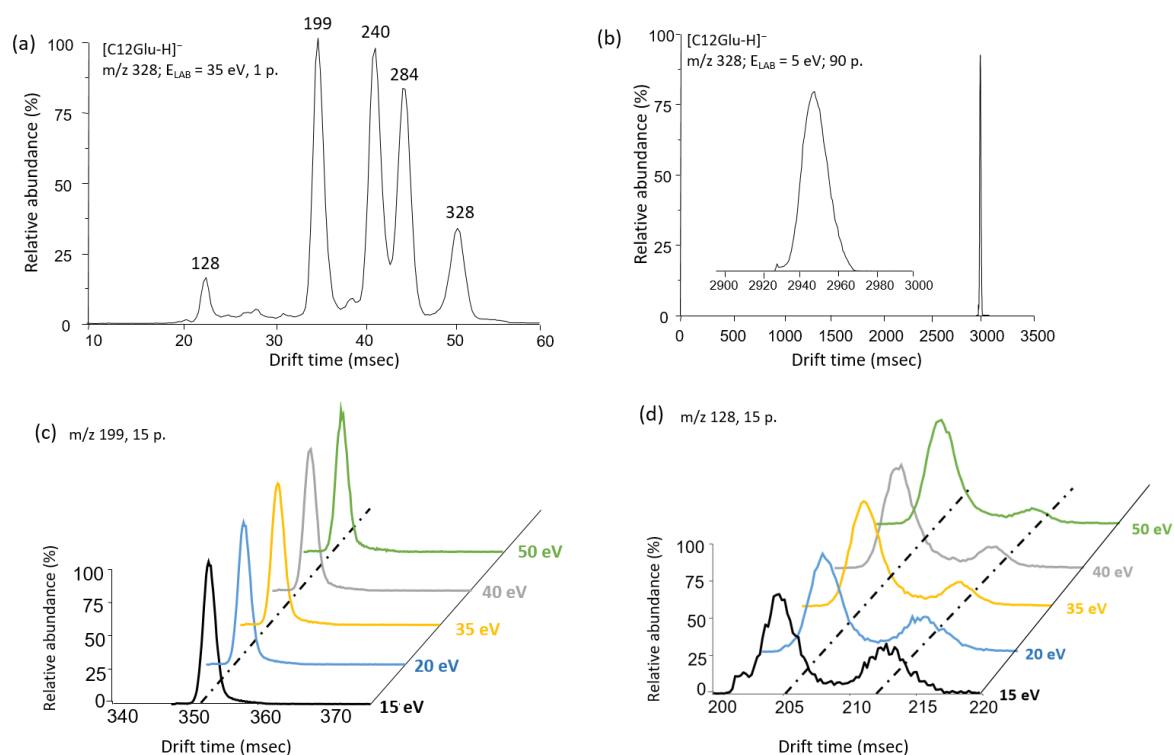 (a)
[C12Glu-H]⁻
m/z 328; E_LAB = 35 eV, 1 p.
Relative abundance (%)
100
75
50
25
0
128
199
240
284
328
10 20 30 40 50 60
Drift time (msec)
(b)
[C12Glu-H]⁻
m/z 328; E_LAB = 5 eV; 90 p.
Relative abundance (%)
100
75
50
25
0
2900 2920 2940 2960 2980 3000
0 500 1000 1500 2000 2500 3000 3500
Drift time (msec)
(c)
m/z 199, 15 p.
Relative abundance (%)
100
75
50
25
0
50 eV
40 eV
35 eV
20 eV
15 eV
340 350 360 370
Drift time (msec)
(d)
m/z 128, 15 p.
Relative abundance (%)
100
75
50
25
0
50 eV
40 eV
35 eV
20 eV
15 eV
200 205 210 212 215 220
Drift time (msec)